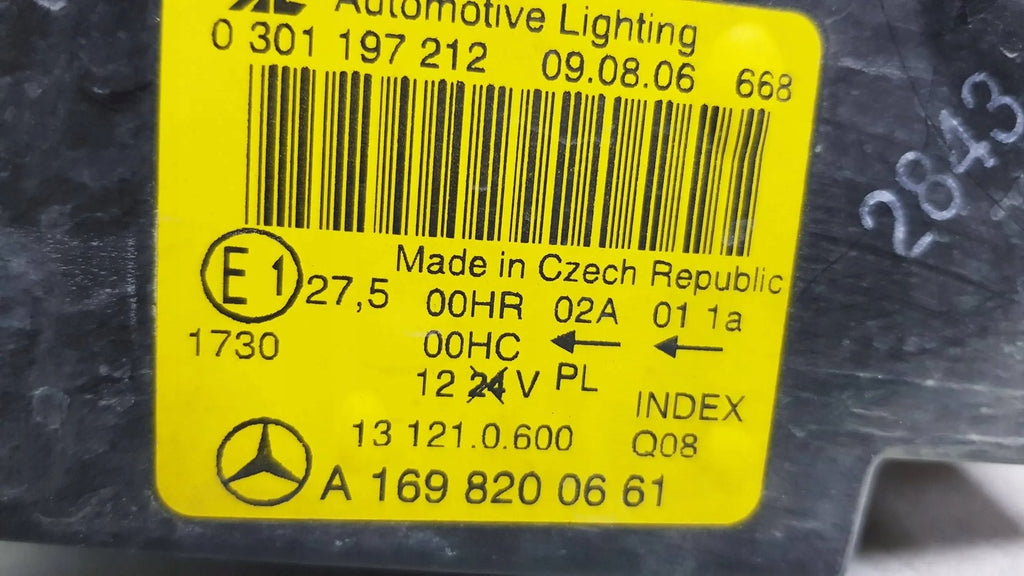 Automotive Lighting
0 301 197 212 09.08.06 668
Made in Czech Republic
E1 27,5 00HR 02A 01 1a
1730 00HC ← ←
12 24 V PL
INDEX
13 121.0.600 Q08
A 169 820 06 61
2843